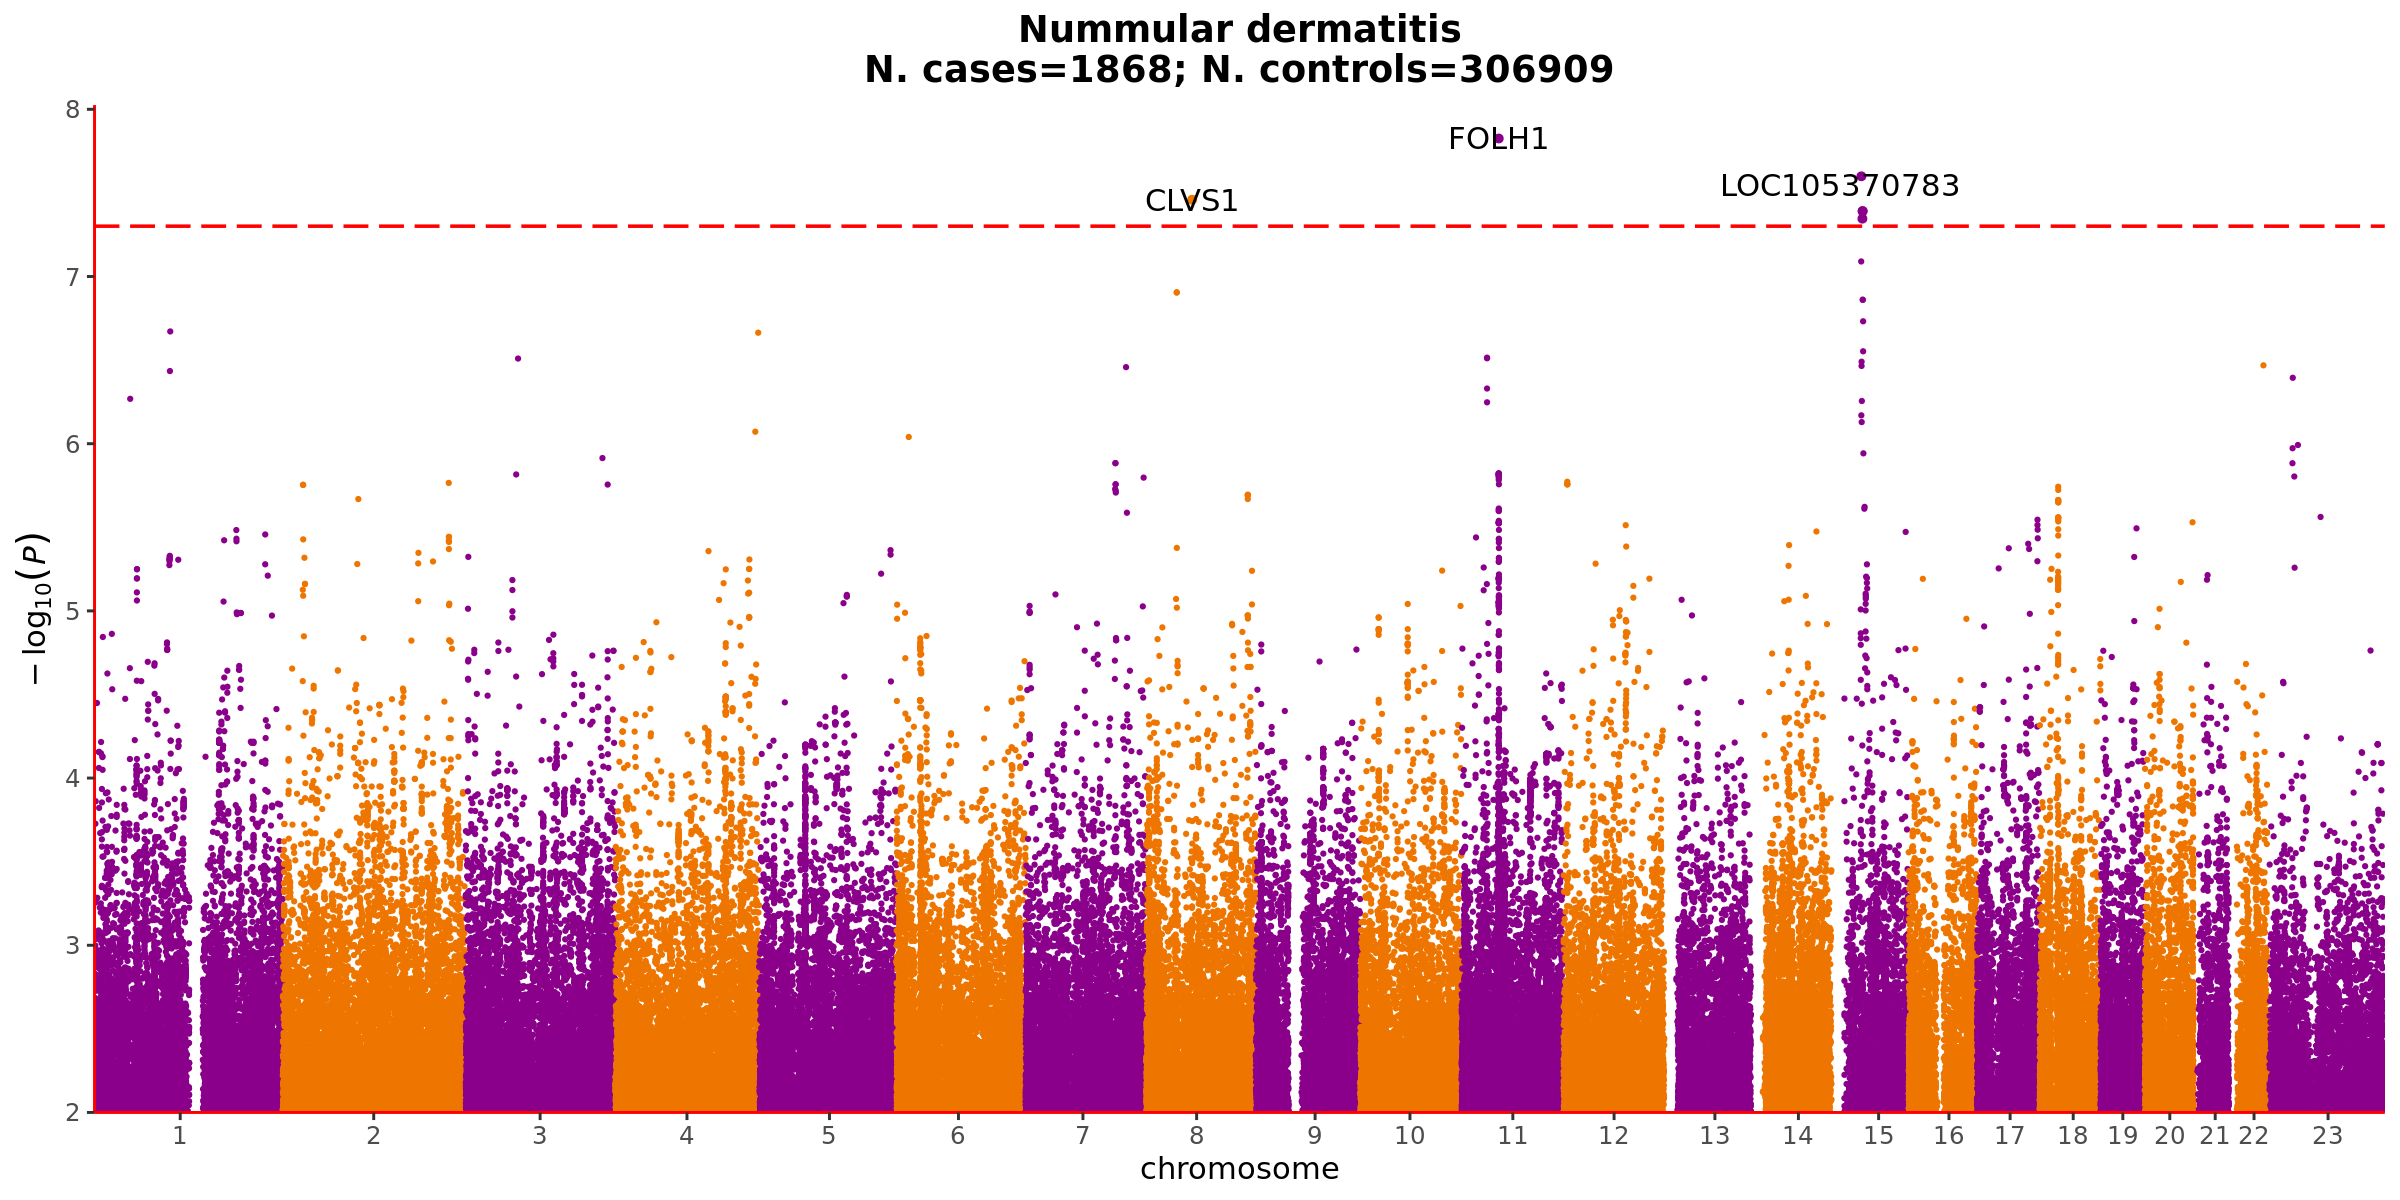 Nummular dermatitis
N. cases=1868; N. controls=306909
8
FOLH1
LOC105370783
CLVS1
7
6
−log10(P)
5
4
3
2
1 2 3 4 5 6 7 8 9 10 11 12 13 14 15 16 17 18 19 20 21 22 23
chromosome